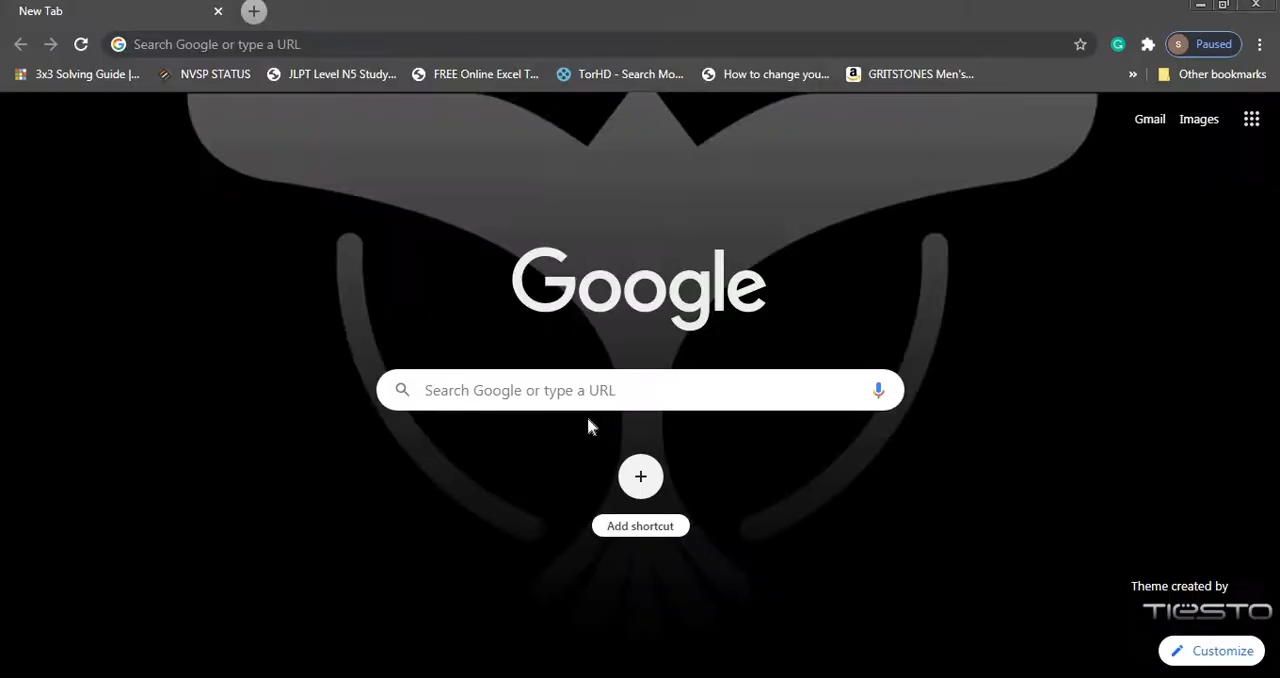 New Tab
Search Google or type a URL
S Paused
3x3 Solving Guide |...
NVSP STATUS
JLPT Level N5 Study...
FREE Online Excel T...
TorHD - Search Mo...
How to change you...
GRITSTONES Men's...
»
Other bookmarks
Gmail Images
Google
Search Google or type a URL
Add shortcut
Theme created by
TIËSTO
Customize